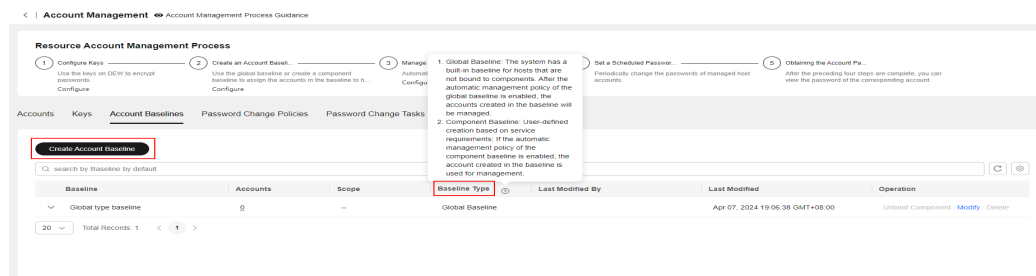 < | Account Management Account Management Process Guidance
Resource Account Management Process
1 Configure Keys
Use the keys on DEW to encrypt
passwords.
Configure
2 Create an Account Baseli...
Use the global baseline or create a component
baseline to assign the accounts in the baseline to h...
Configure
3 Manage
Automat
Configu
Set a Scheduled Passwor...
Periodically change the passwords of managed host
accounts.
5 Obtaining the Account Pa...
After the preceding four steps are complete, you can
view the password of the corresponding account.
1. Global Baseline: The system has a
built-in baseline for hosts that are
not bound to components. After the
automatic management policy of the
global baseline is enabled, the
accounts created in the baseline will
be managed.
2. Component Baseline: User-defined
creation based on service
requirements; If the automatic
management policy of the
component baseline is enabled, the
account created in the baseline is
used for management.
Accounts Keys Account Baselines Password Change Policies Password Change Tasks
Create Account Baseline
search by Baseline by default
Baseline Accounts Scope Baseline Type Last Modified By Last Modified Operation
Global type baseline 0 -- Global Baseline Apr 07, 2024 19:06:38 GMT+08:00 Unbind Component Modify Delete
20 Total Records: 1 < 1 >